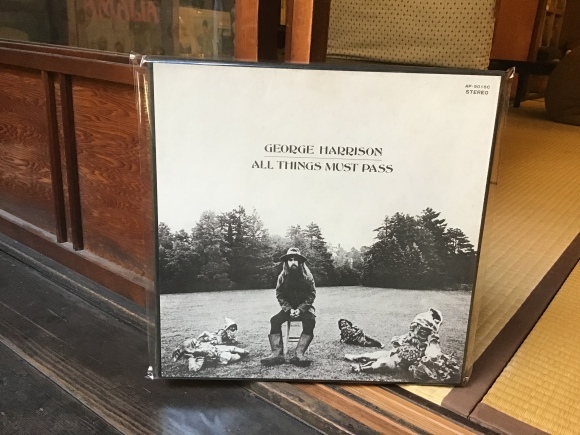 STEREO
GEORGE HARRISON
ALL THINGS MUST PASS